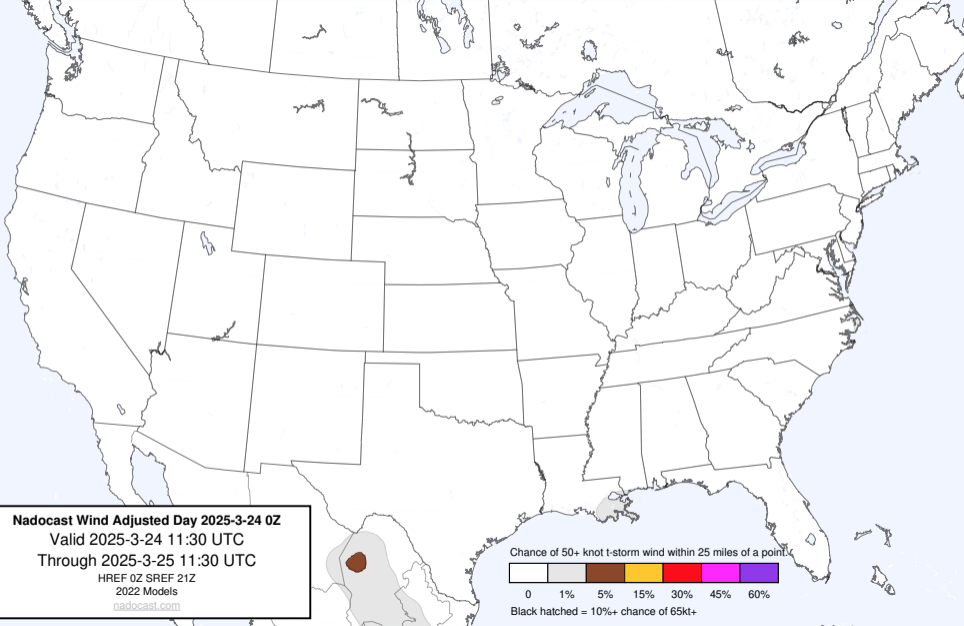 Nadocast Wind Adjusted Day 2025-3-24 0Z
Valid 2025-3-24 11:30 UTC
Through 2025-3-25 11:30 UTC
HREF 0Z SREF 21Z
2022 Models
nadocast.com
Chance of 50+ knot t-storm wind within 25 miles of a point.
0 1% 5% 15% 30% 45% 60%
Black hatched = 10%+ chance of 65kt+